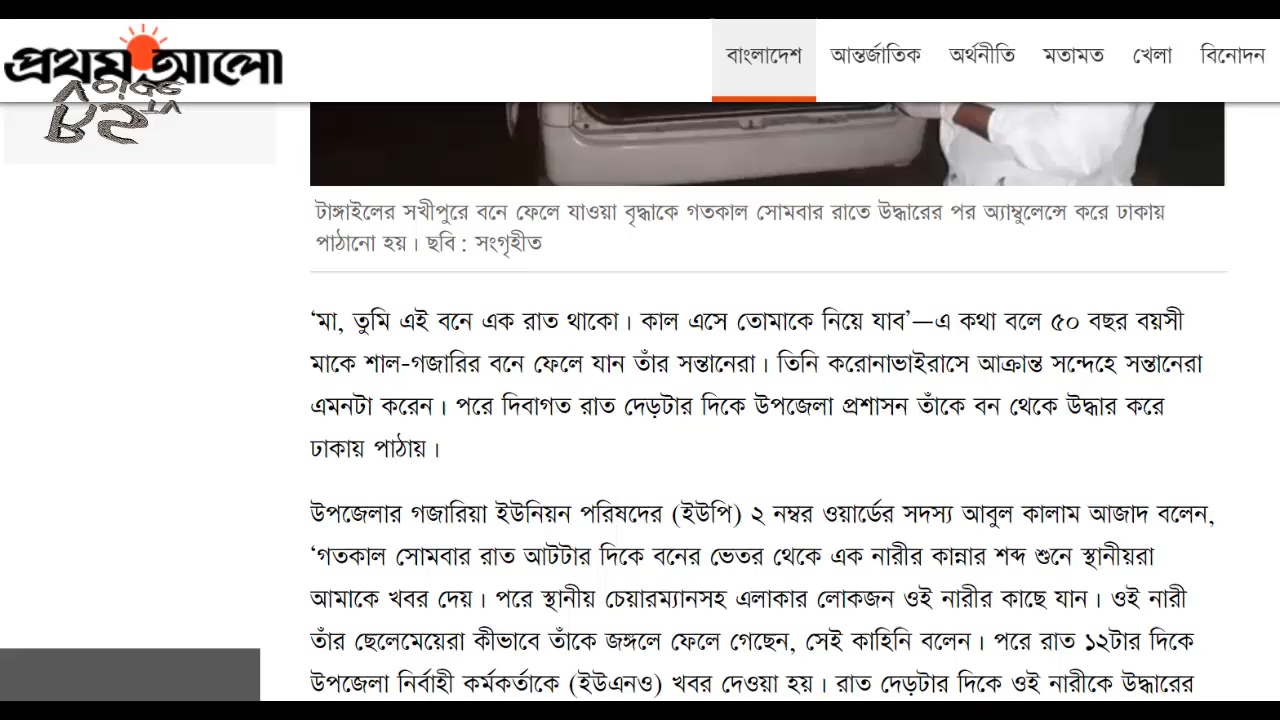 প্রথম আলো
বাংলাদেশ আন্তর্জাতিক অর্থনীতি মতামত খেলা বিনোদন
টাঙ্গাইলের সখীপুরে বনে ফেলে যাওয়া বৃদ্ধাকে গতকাল সোমবার রাতে উদ্ধারের পর অ্যাম্বুলেন্সে করে ঢাকায়
পাঠানো হয়। ছবি : সংগৃহীত
‘মা, তুমি এই বনে এক রাত থাকো। কাল এসে তোমাকে নিয়ে যাব’—এ কথা বলে ৫০ বছর বয়সী
মাকে শাল-গজারির বনে ফেলে যান তাঁর সন্তানেরা। তিনি করোনাভাইরাসে আক্রান্ত সন্দেহে সন্তানেরা
এমনটা করেন। পরে দিবাগত রাত দেড়টার দিকে উপজেলা প্রশাসন তাঁকে বন থেকে উদ্ধার করে
ঢাকায় পাঠায়।
উপজেলার গজারিয়া ইউনিয়ন পরিষদের (ইউপি) ২ নম্বর ওয়ার্ডের সদস্য আবুল কালাম আজাদ বলেন,
‘গতকাল সোমবার রাত আটটার দিকে বনের ভেতর থেকে এক নারীর কান্নার শব্দ শুনে স্থানীয়রা
আমাকে খবর দেয়। পরে স্থানীয় চেয়ারম্যানসহ এলাকার লোকজন ওই নারীর কাছে যান। ওই নারী
তাঁর ছেলেমেয়েরা কীভাবে তাঁকে জঙ্গলে ফেলে গেছেন, সেই কাহিনি বলেন। পরে রাত ১২টার দিকে
উপজেলা নির্বাহী কর্মকর্তাকে (ইউএনও) খবর দেওয়া হয়। রাত দেড়টার দিকে ওই নারীকে উদ্ধারের